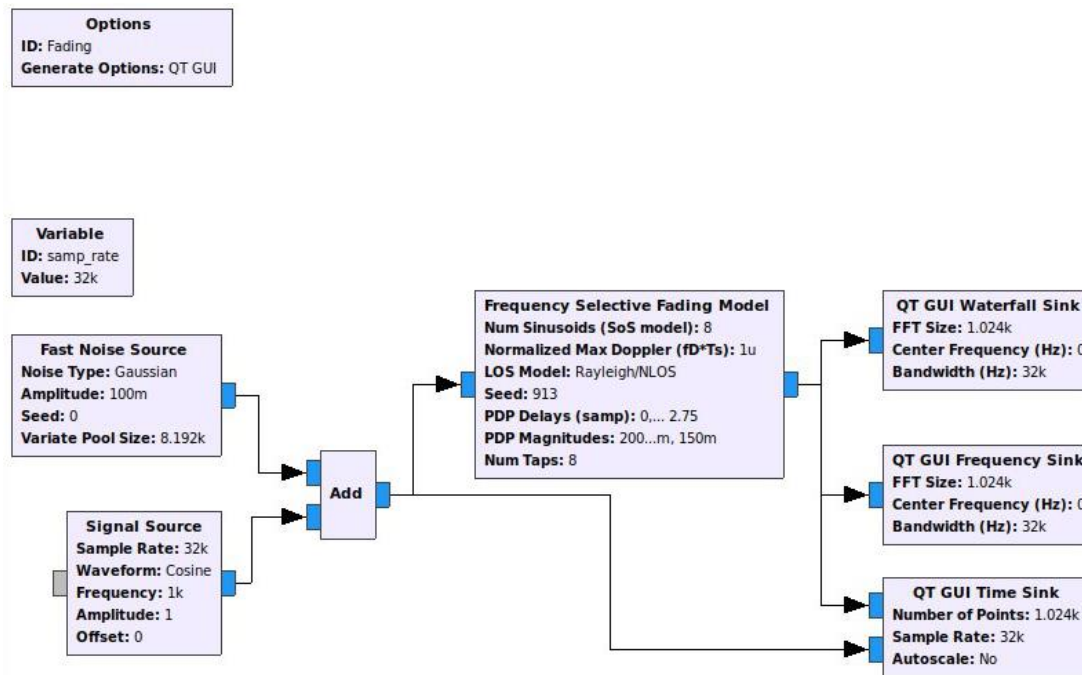 Options
ID: Fading
Generate Options: QT GUI
Variable
ID: samp_rate
Value: 32k
Fast Noise Source
Noise Type: Gaussian
Amplitude: 100m
Seed: 0
Variate Pool Size: 8.192k
Signal Source
Sample Rate: 32k
Waveform: Cosine
Frequency: 1k
Amplitude: 1
Offset: 0
Add
Frequency Selective Fading Model
Num Sinusoids (SoS model): 8
Normalized Max Doppler (fD*Ts): 1u
LOS Model: Rayleigh/NLOS
Seed: 913
PDP Delays (samp): 0,... 2.75
PDP Magnitudes: 200...m, 150m
Num Taps: 8
QT GUI Waterfall Sink
FFT Size: 1.024k
Center Frequency (Hz): 0
Bandwidth (Hz): 32k
QT GUI Frequency Sink
FFT Size: 1.024k
Center Frequency (Hz): 0
Bandwidth (Hz): 32k
QT GUI Time Sink
Number of Points: 1.024k
Sample Rate: 32k
Autoscale: No